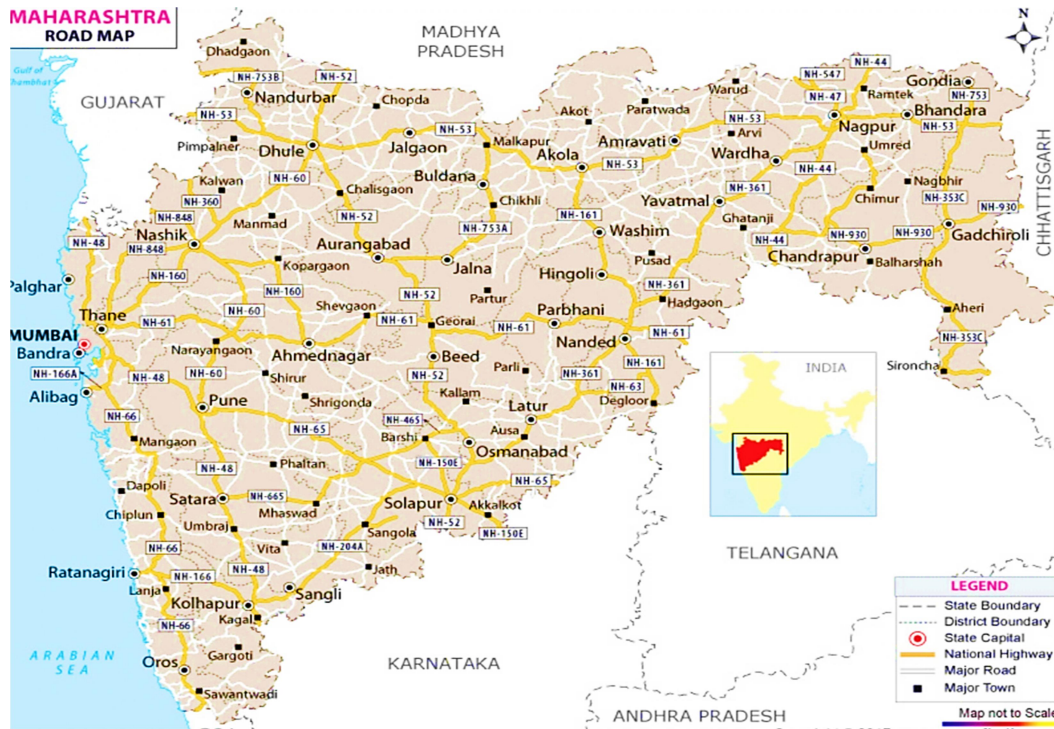 MAHARASHTRA
ROAD MAP
N
MADHYA
PRADESH
GUJARAT
CHHATTISGARH
TELANGANA
KARNATAKA
ANDHRA PRADESH
ARABIAN
SEA
Gulf of
INDIA
Dhadgaon
NH-753B
NH-52
Nandurbar
Chopda
NH-53
Pimpalner
Dhule
Jalgaon
NH-53
Malkapur
Akot
Paratwada
Warud
NH-547
NH-44
NH-47
Ramtek
Gondia
NH-753
Bhandara
NH-53
Nagpur
NH-53
Amravati
Arvi
Akola
NH-53
Wardha
Umred
NH-44
Buldana
Chikhli
NH-753A
Kalwan
NH-60
NH-360
Chalisgaon
NH-52
NH-848
Manmad
NH-48
NH-848
Nashik
NH-160
Aurangabad
Jalna
NH-161
Washim
Yavatmal
NH-361
Ghatanji
Chimur
Nagbhir
NH-353C
NH-930
NH-930
NH-930
Gadchiroli
NH-44
Chandrapur
Balharshah
Kopargaon
NH-160
Palghar
Hingoli
Pusad
NH-361
Hadgaon
Partur
NH-52
Shevgaon
NH-60
Thane
NH-61
NH-61
Georai
NH-61
Parbhani
NH-61
Aheri
MUMBAI
Bandra
Narayangaon
Ahmednagar
Beed
Nanded
NH-353C
Sironcha
NH-166A
NH-48
NH-60
Shirur
NH-52
Parli
NH-361
NH-161
NH-63
Degloor
Alibag
Pune
Shrigonda
Kallam
Latur
NH-66
NH-65
NH-465
Barshi
Ausa
Mangaon
Osmanabad
NH-48
Phaltan
NH-150E
NH-65
Dapoli
Satara
NH-665
Mhaswad
Solapur
Akkalkot
Chiplun
Umbraj
NH-52
NH-150E
Vita
NH-204A
Sangola
NH-66
Jath
Ratanagiri
NH-166
NH-48
Sangli
Lanja
Kolhapur
Kagal
NH-66
Gargoti
Oros
Sawantwadi
LEGEND
State Boundary
District Boundary
State Capital
National Highway
Major Road
Major Town
Map not to Scale